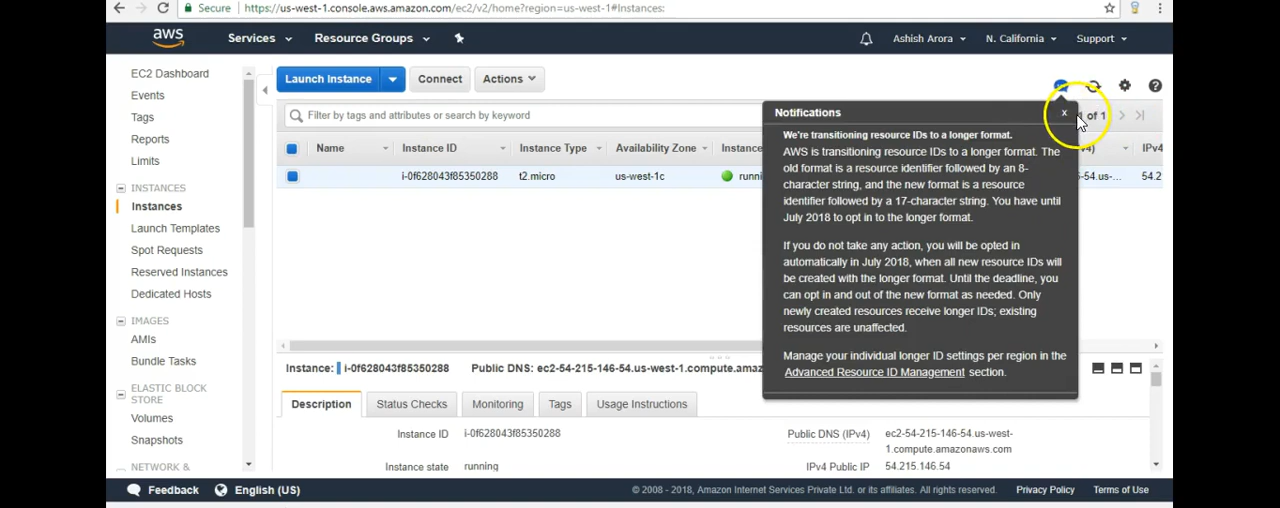 Secure https://us-west-1.console.aws.amazon.com/ec2/v2/home?region=us-west-1#Instances:
aws Services Resource Groups Ashish Arora N. California Support
EC2 Dashboard
Events
Tags
Reports
Limits
INSTANCES
Instances
Launch Templates
Spot Requests
Reserved Instances
Dedicated Hosts
IMAGES
AMIs
Bundle Tasks
ELASTIC BLOCK
STORE
Volumes
Snapshots
NETWORK &
Launch Instance Connect Actions
Filter by tags and attributes or search by keyword
of 1
Name Instance ID Instance Type Availability Zone IPv4
i-0f628043f85350288 t2.micro us-west-1c 54.2
Notifications x
We're transitioning resource IDs to a longer format.
AWS is transitioning resource IDs to a longer format. The
old format is a resource identifier followed by an 8-
character string, and the new format is a resource
identifier followed by a 17-character string. You have until
July 2018 to opt in to the longer format.
If you do not take any action, you will be opted in
automatically in July 2018, when all new resource IDs will
be created with the longer format. Until the deadline, you
can opt in and out of the new format as needed. Only
newly created resources receive longer IDs; existing
resources are unaffected.
Manage your individual longer ID settings per region in the
Advanced Resource ID Management section.
Instance: i-0f628043f85350288 Public DNS: ec2-54-215-146-54.us-west-1.compute.amaz
Description Status Checks Monitoring Tags Usage Instructions
Instance ID i-0f628043f85350288 Public DNS (IPv4) ec2-54-215-146-54.us-west-
1.compute.amazonaws.com
Instance state running IPv4 Public IP 54.215.146.54
Feedback English (US) © 2008 - 2018, Amazon Internet Services Private Ltd. or its affiliates. All rights reserved. Privacy Policy Terms of Use